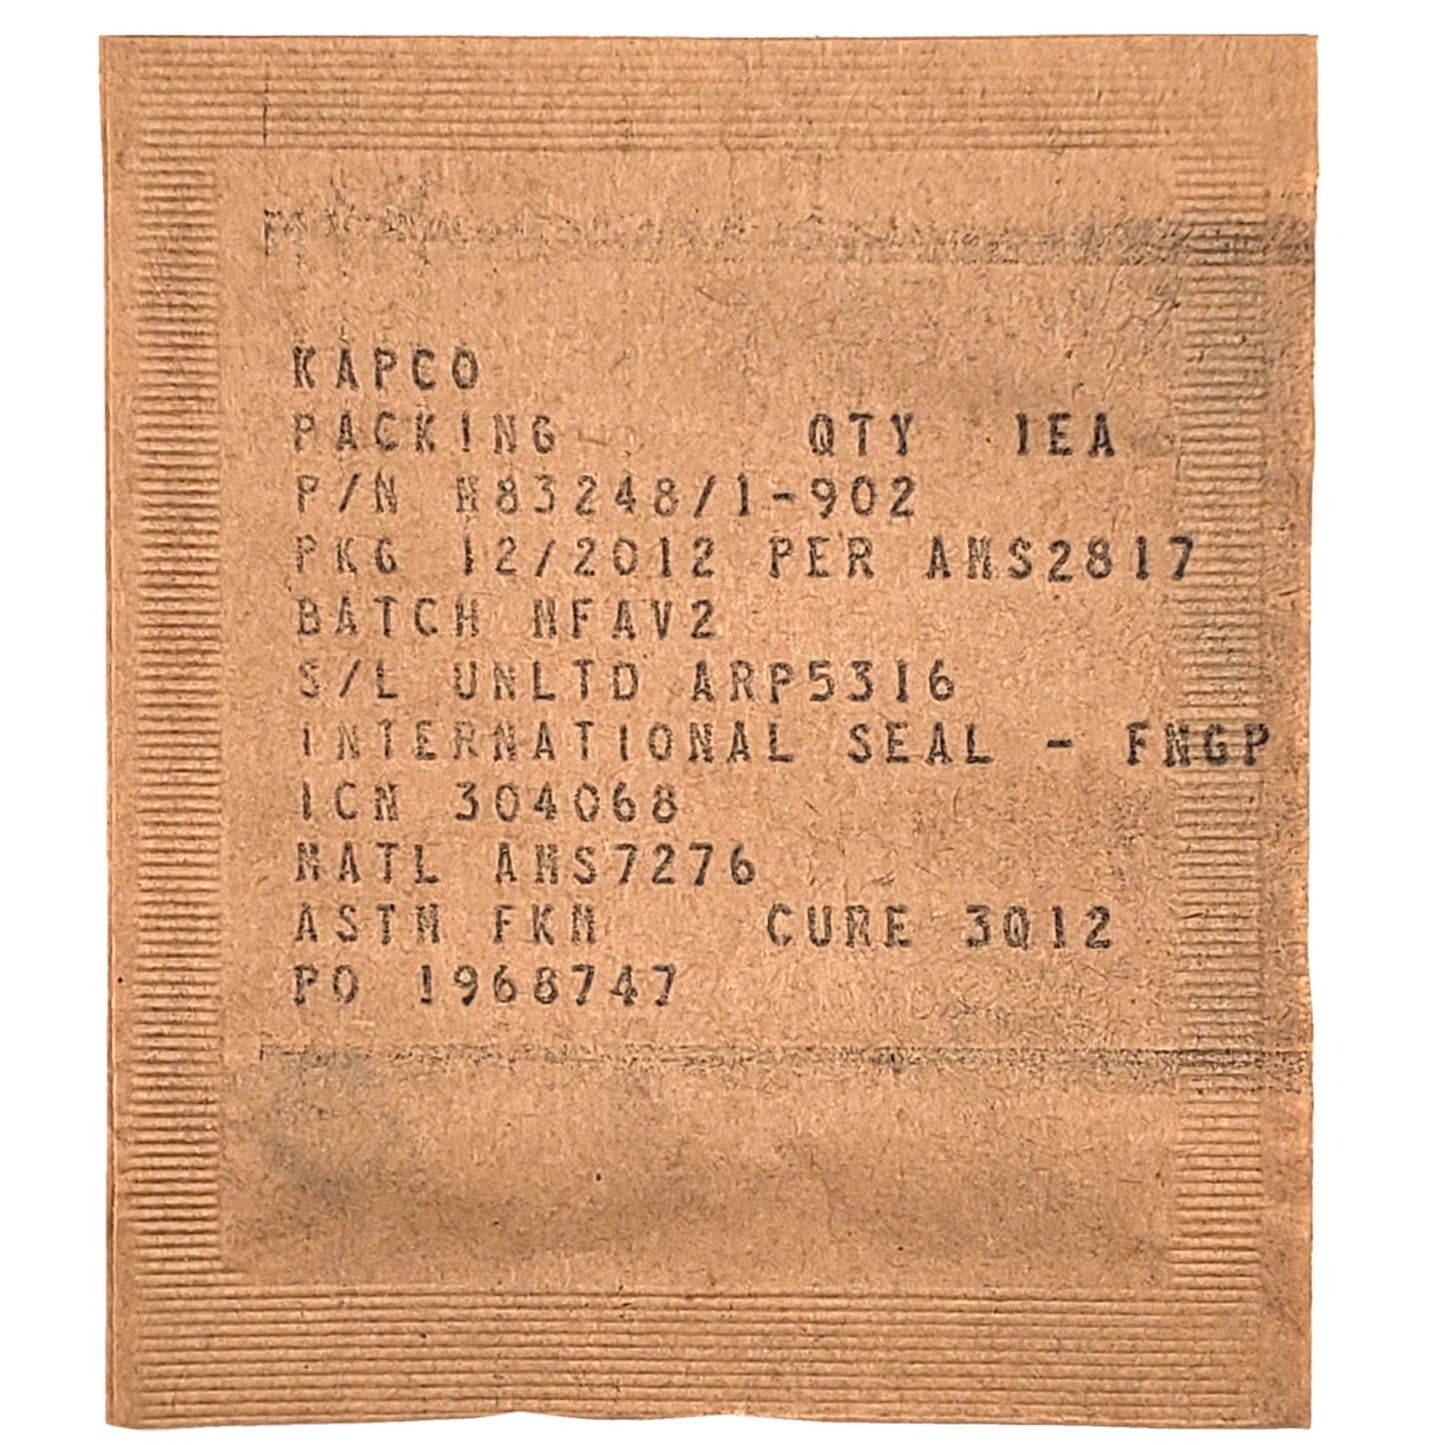 KAPCO
PACKING QTY 1EA
P/N M83248/1-902
PKG 12/2012 PER AMS2817
BATCH NFAV2
S/L UNLTD ARP5316
INTERNATIONAL SEAL - FNGP
ICN 304068
MATL AMS7276
ASTM FKM CURE 3Q12
PO 1968747